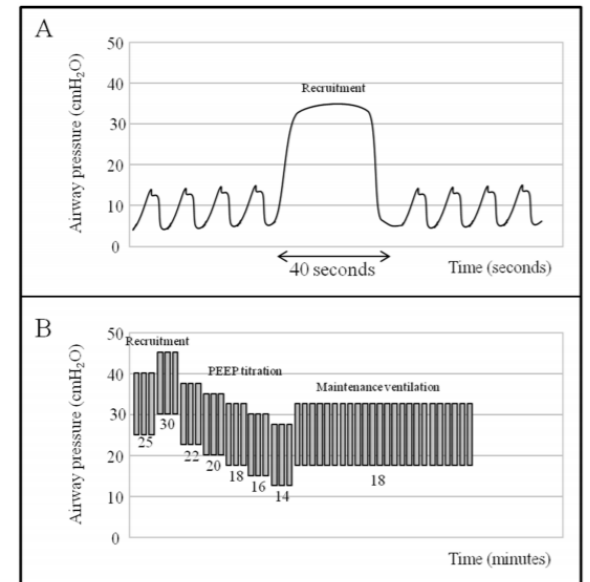 A
Airway pressure (cmH₂O)
50
40
30
20
10
0
Recruitment
40 seconds
Time (seconds)
B
Airway pressure (cmH₂O)
50
40
30
20
10
0
Recruitment
PEEP titration
Maintenance ventilation
25
30
22
20
18
16
14
18
Time (minutes)